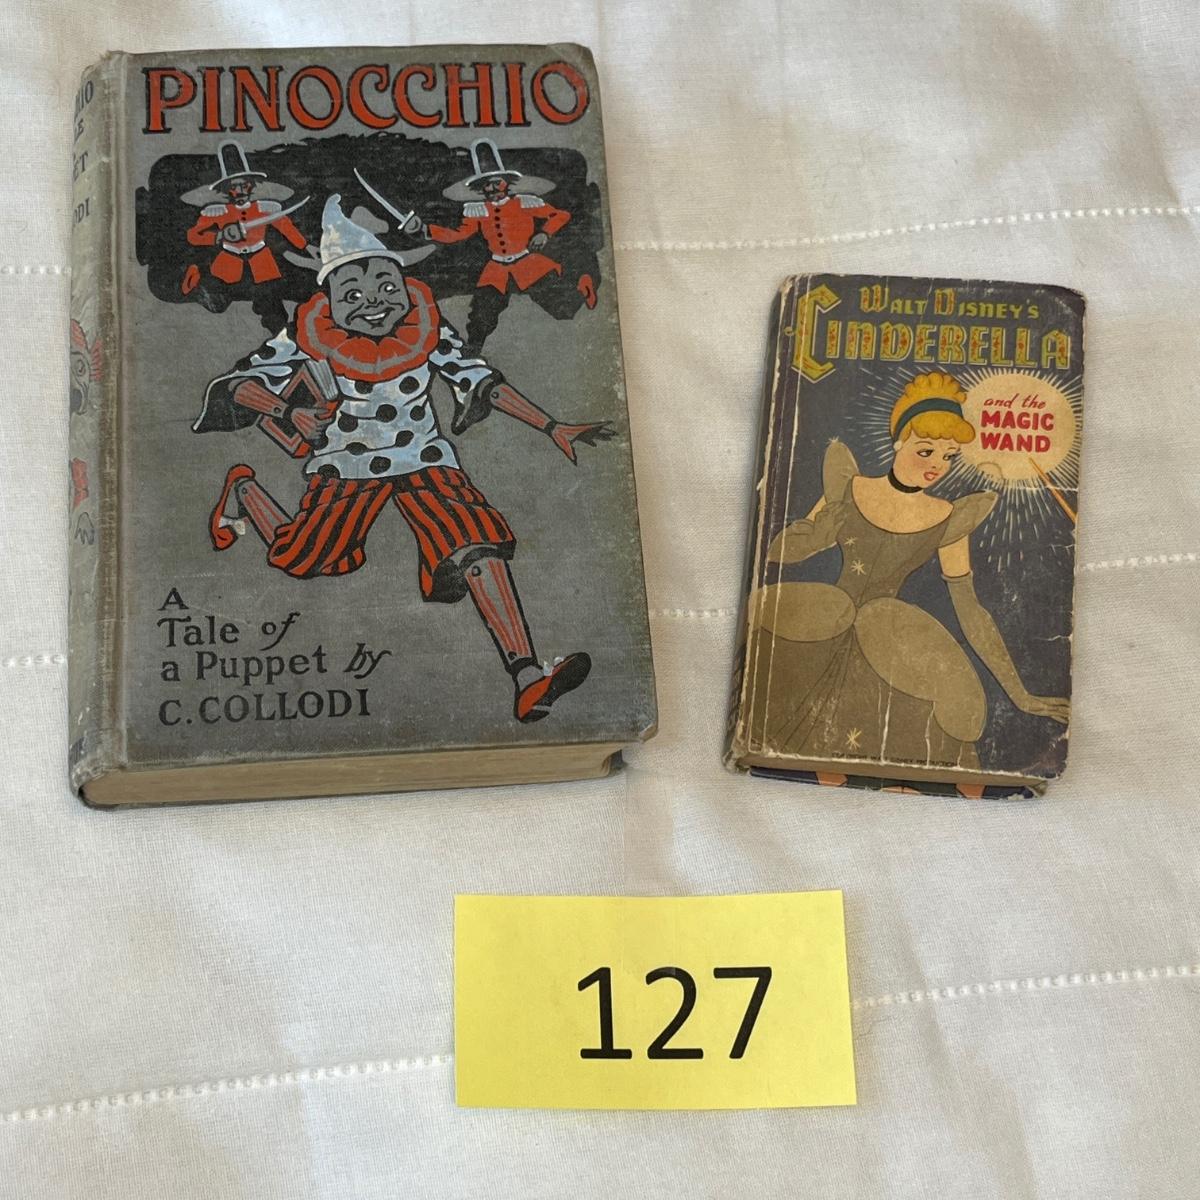 PINOCCHIO
A
Tale of
a Puppet by
C. COLLODI
WALT DISNEY'S
CINDERELLA
and the
MAGIC
WAND
127